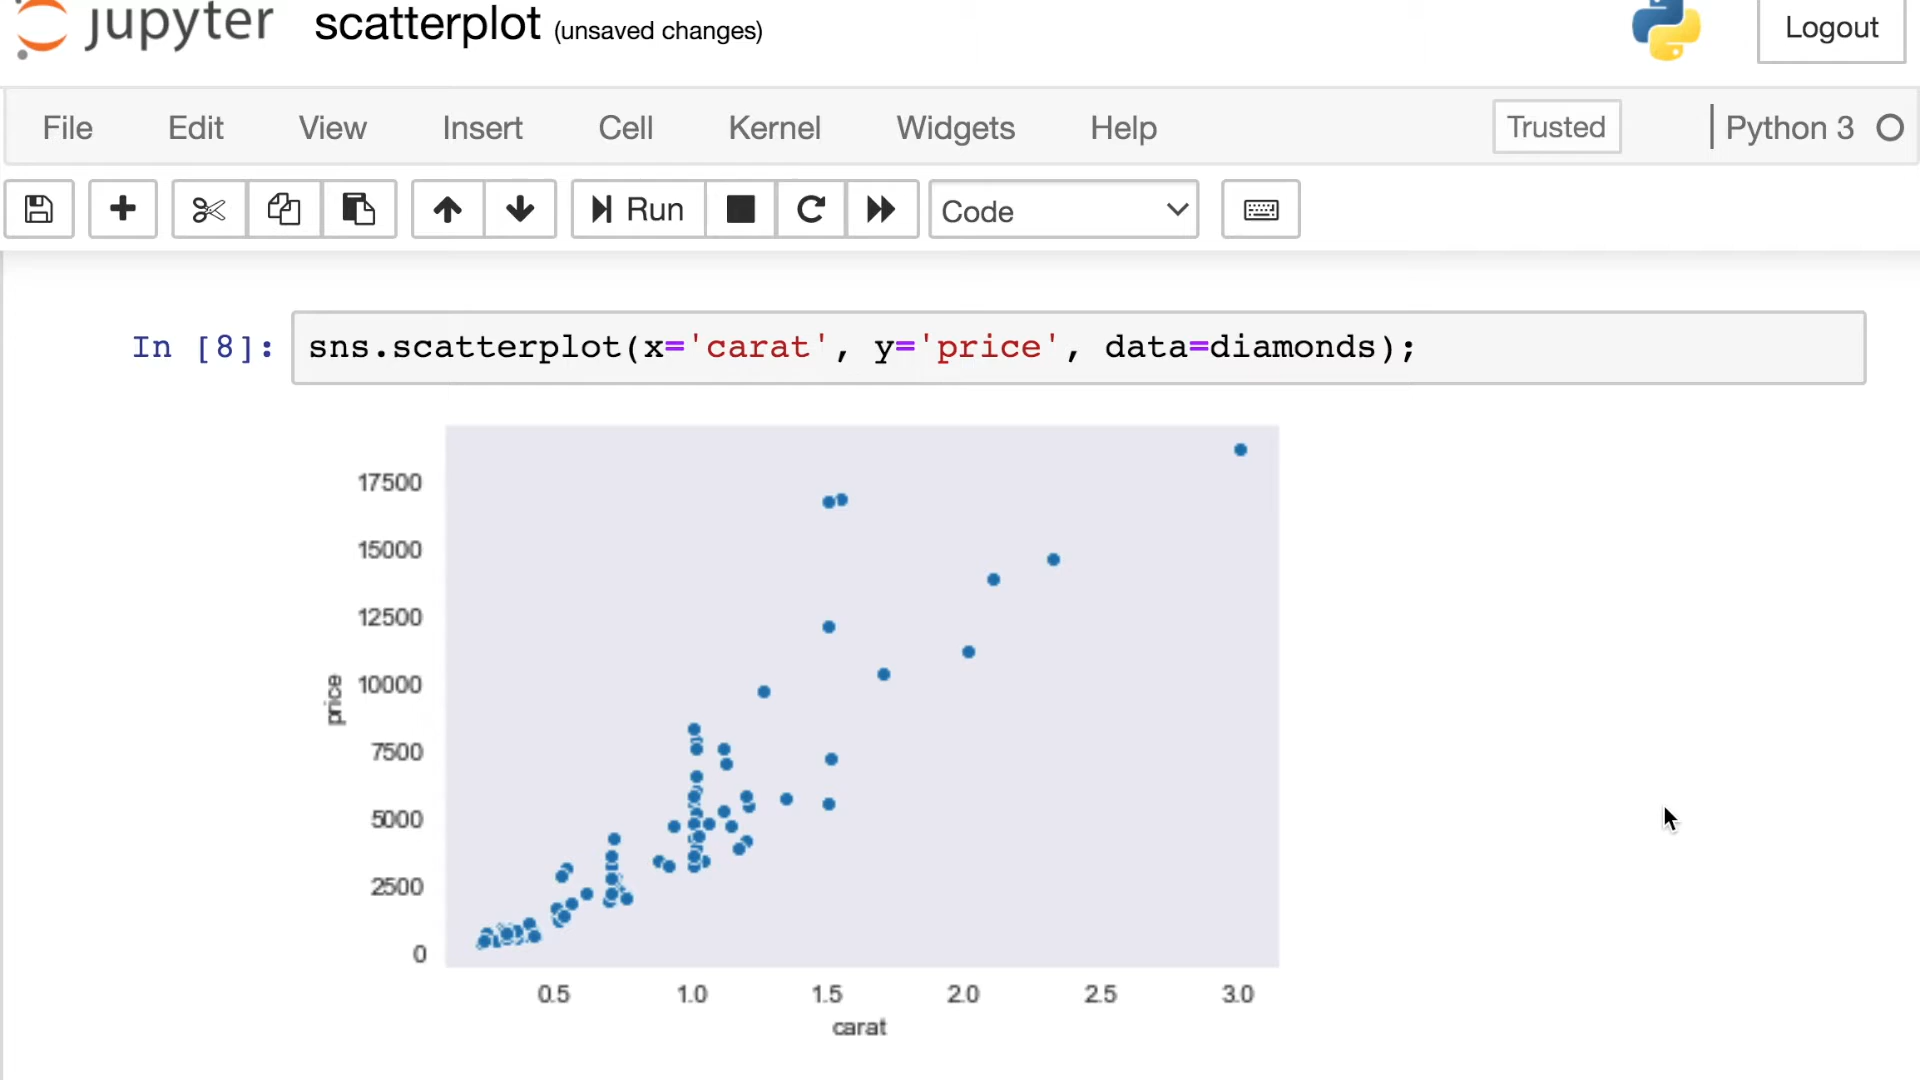 jupyter scatterplot (unsaved changes) Logout
File Edit View Insert Cell Kernel Widgets Help Trusted Python 3
Run Code
In [8]: sns.scatterplot(x='carat', y='price', data=diamonds);
17500
15000
12500
10000
7500
5000
2500
0
price
0.5 1.0 1.5 2.0 2.5 3.0
carat